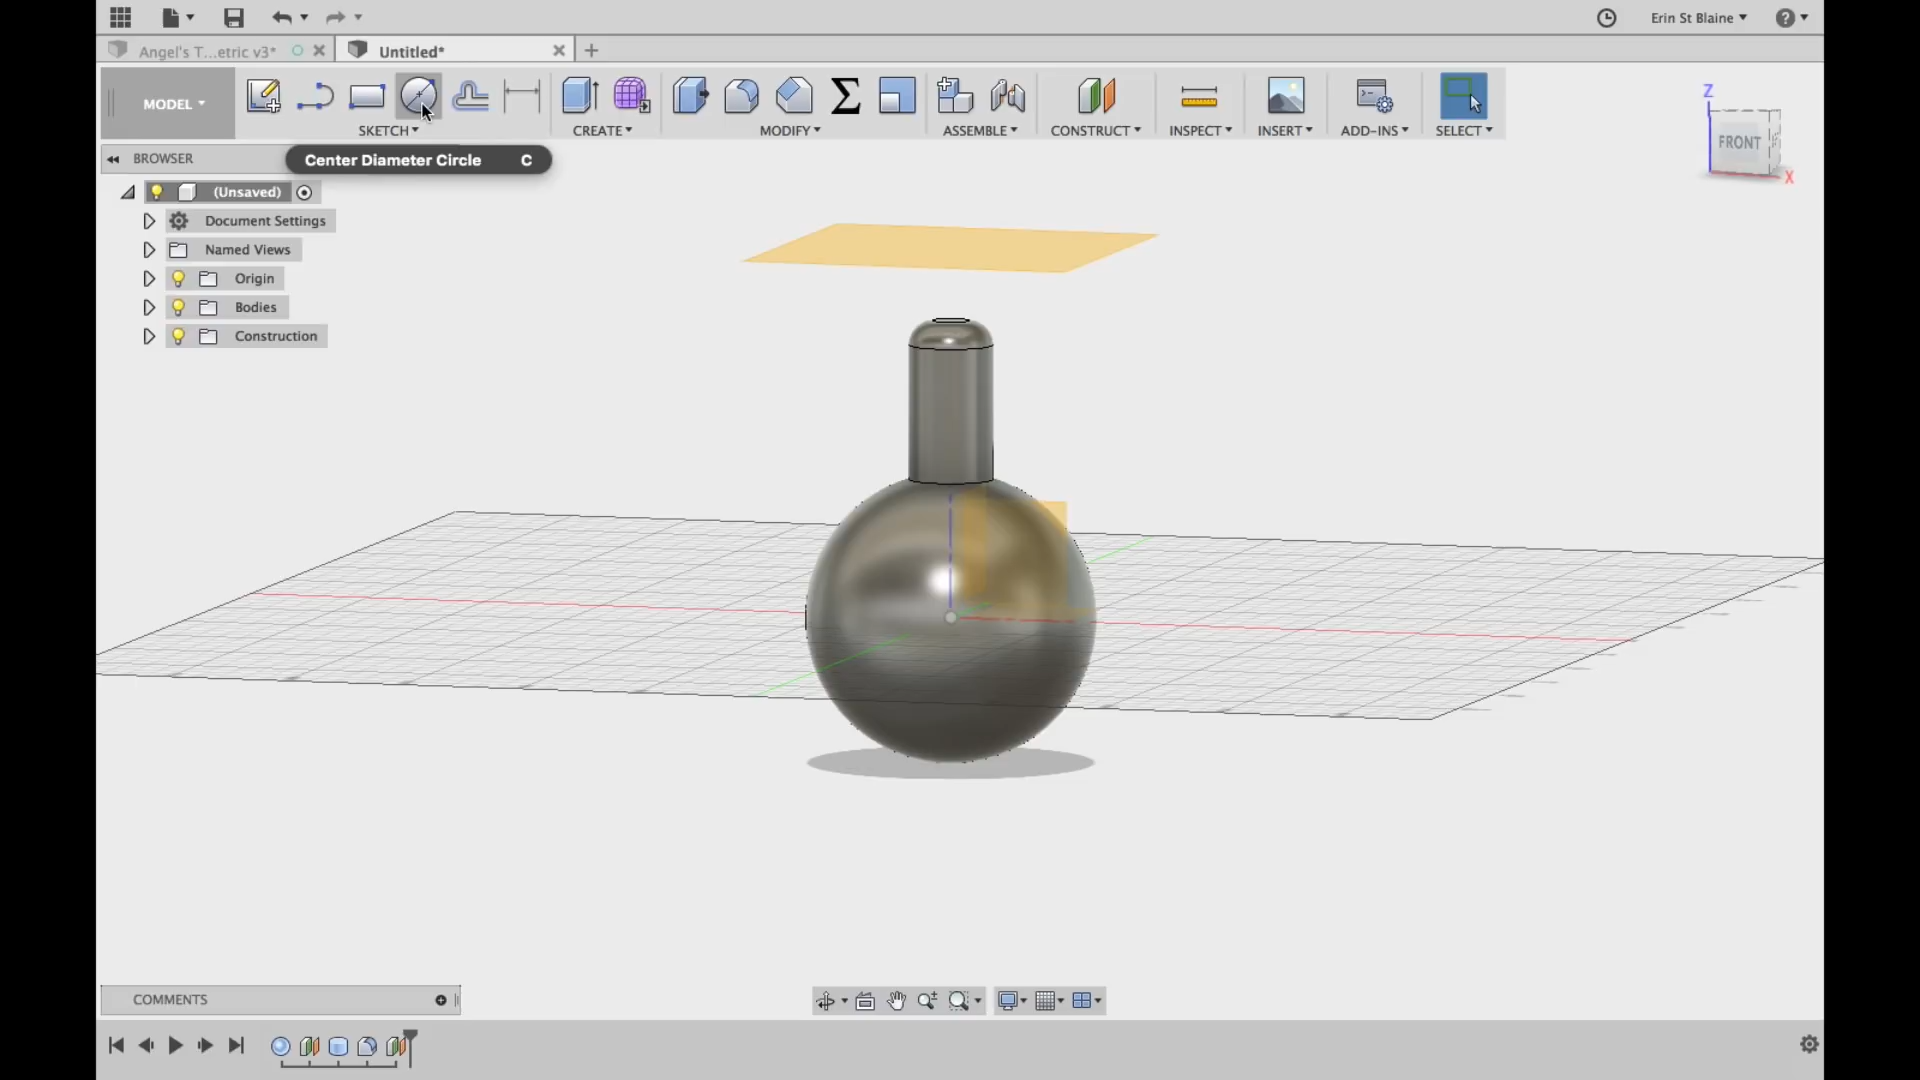 Erin St Blaine
?
Angel's T...etric v3*
Untitled*
MODEL
SKETCH
CREATE
MODIFY
ASSEMBLE
CONSTRUCT
INSPECT
INSERT
ADD-INS
SELECT
Z
FRONT
X
BROWSER
Center Diameter Circle C
(Unsaved)
Document Settings
Named Views
Origin
Bodies
Construction
COMMENTS